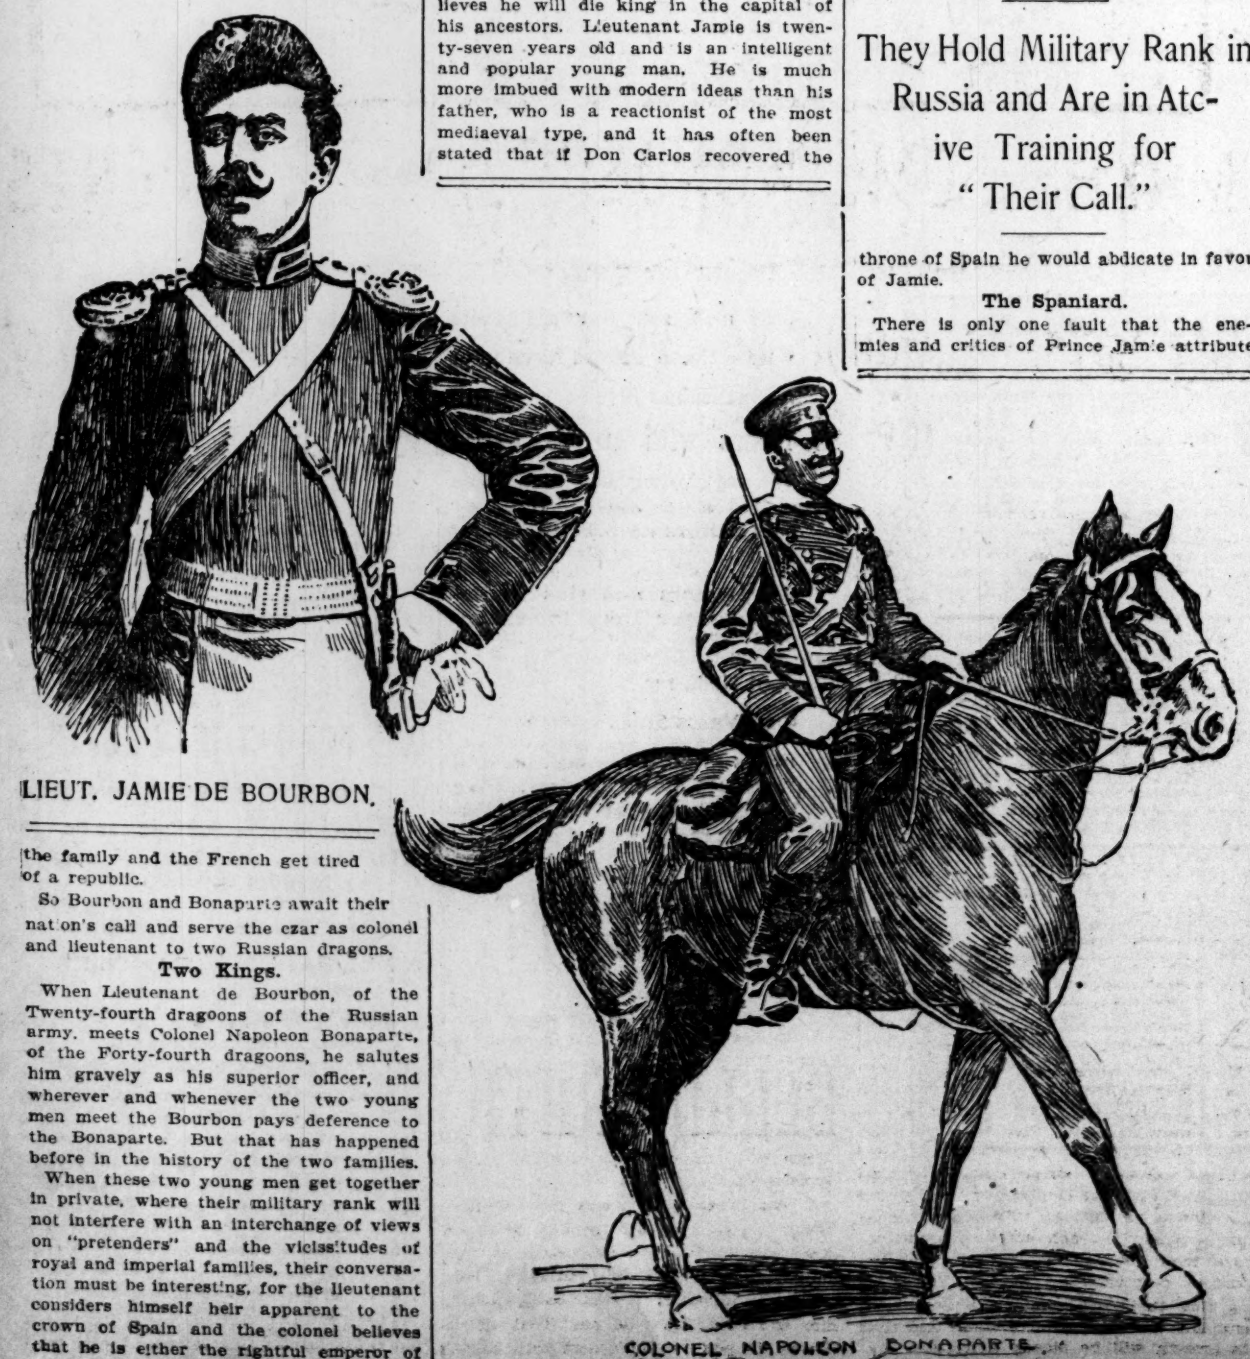 lieves he will die king in the capital of
his ancestors. Lieutenant Jamie is twen-
ty-seven years old and is an intelligent
and popular young man. He is much
more imbued with modern ideas than his
father, who is a reactionist of the most
mediaeval type, and it has often been
stated that if Don Carlos recovered the
They Hold Military Rank in
Russia and Are in Atc-
ive Training for
“Their Call.”
throne of Spain he would abdicate in favor
of Jamie.
The Spaniard.
There is only one fault that the ene-
mies and critics of Prince Jamie attribute
LIEUT. JAMIE DE BOURBON.
the family and the French get tired
of a republic.
So Bourbon and Bonaparte await their
nation's call and serve the czar as colonel
and lieutenant to two Russian dragons.
Two Kings.
When Lieutenant de Bourbon, of the
Twenty-fourth dragoons of the Russian
army, meets Colonel Napoleon Bonaparte,
of the Forty-fourth dragoons, he salutes
him gravely as his superior officer, and
wherever and whenever the two young
men meet the Bourbon pays deference to
the Bonaparte. But that has happened
before in the history of the two families.
When these two young men get together
in private, where their military rank will
not interfere with an interchange of views
on "pretenders" and the vicissitudes of
royal and imperial families, their conversa-
tion must be interesting, for the lieutenant
considers himself heir apparent to the
crown of Spain and the colonel believes
that he is either the rightful emperor of
COLONEL NAPOLEON BONAPARTE.